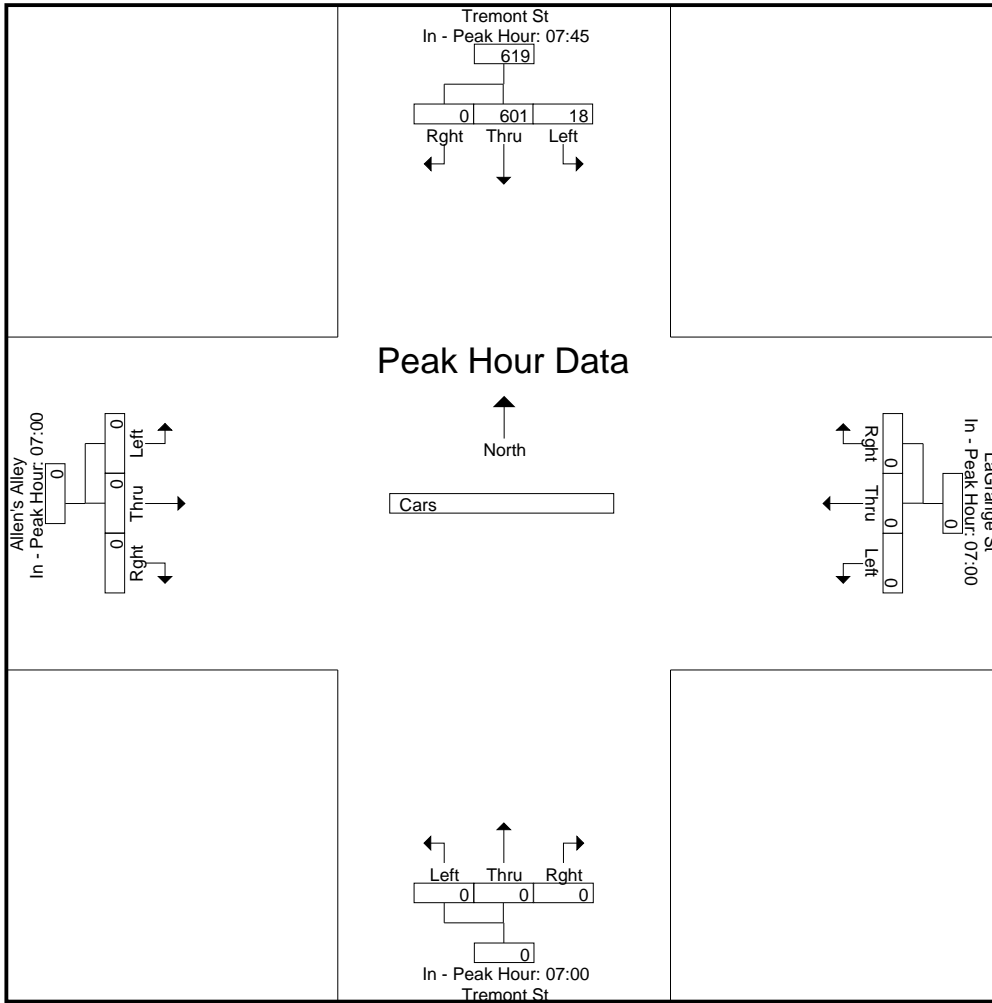 Tremont St
In - Peak Hour: 07:45
619
0 601 18
Rght Thru Left
Peak Hour Data
North
Cars
Allen's Alley
In - Peak Hour: 07:00
0
0 0 0
Left Thru Rght
Rght Thru Left
0 0 0
0
In - Peak Hour: 07:00
LaGrange St
Left Thru Rght
0 0 0
0
In - Peak Hour: 07:00
Tremont St